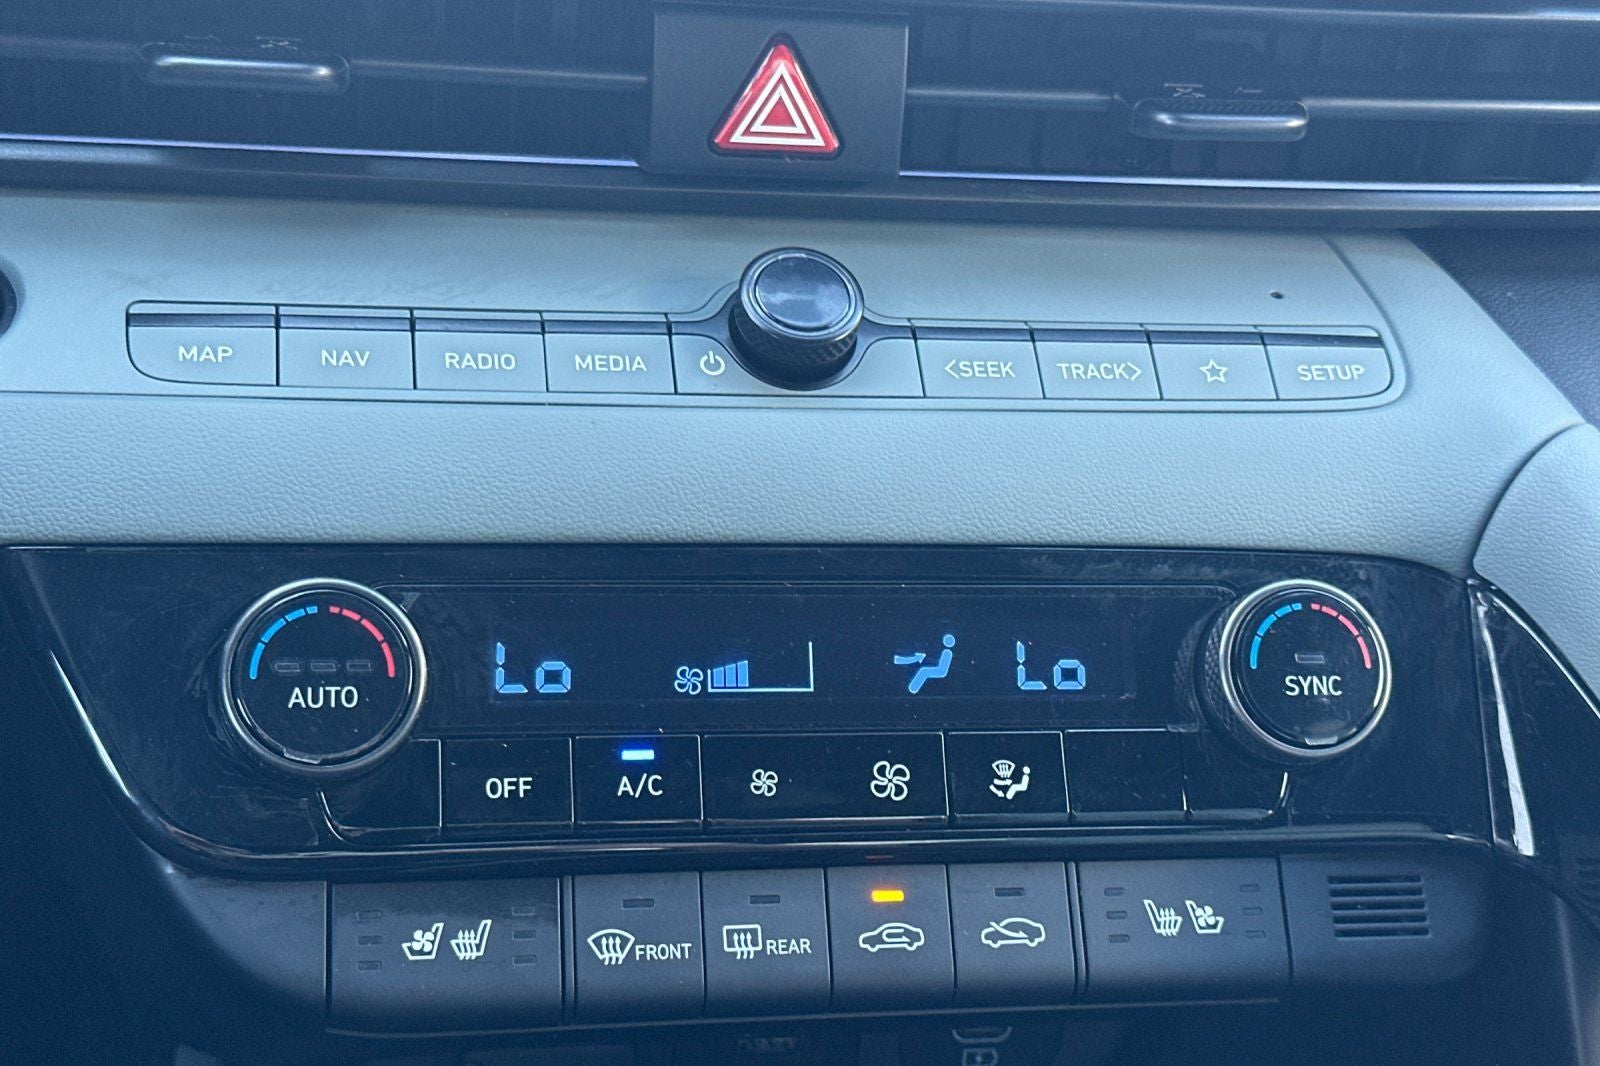 MAP NAV RADIO MEDIA <SEEK TRACK> SETUP
AUTO Lo Lo SYNC
OFF A/C
FRONT REAR